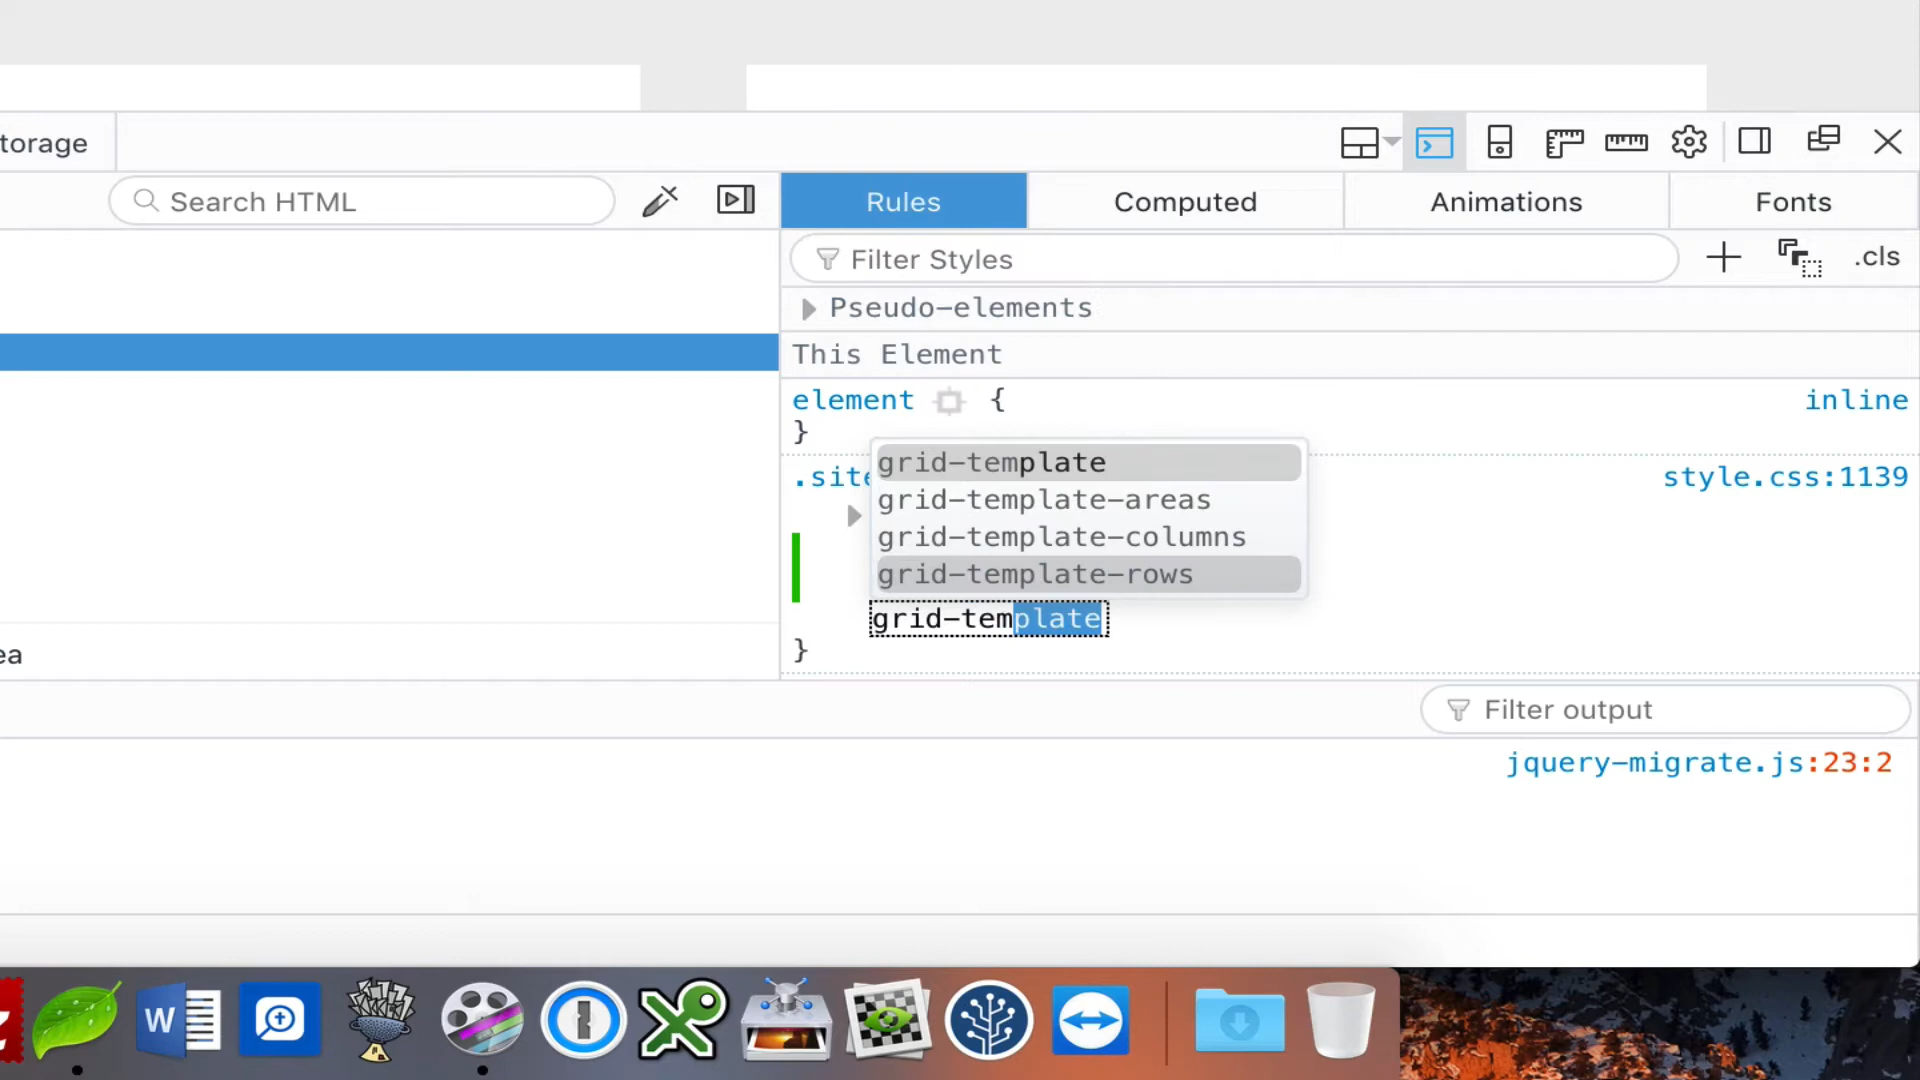 torage
Search HTML
Rules
Computed
Animations
Fonts
Filter Styles
.cls
Pseudo-elements
This Element
element {
inline
}
.site
style.css:1139
grid-template
grid-template-areas
grid-template-columns
grid-template-rows
grid-template
}
ea
Filter output
jquery-migrate.js:23:2
W